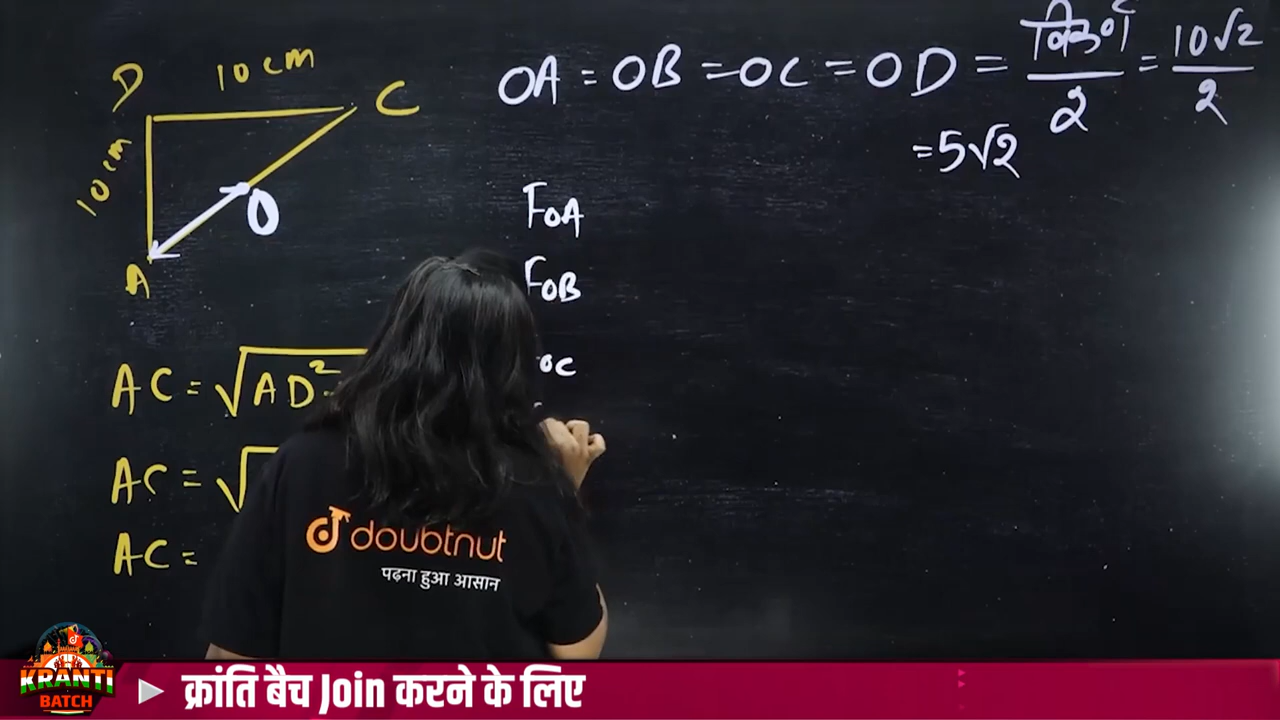 D
10 cm
C
10 cm
O
A
AC = √AD²
AC = √
AC =
OA = OB = OC = OD = विकर्ण/2 = 10√2/2
= 5√2
FOA
FOB
OC
doubtnut
पढ़ना हुआ आसान
KRANTI
BATCH
क्रांति बैच Join करने के लिए